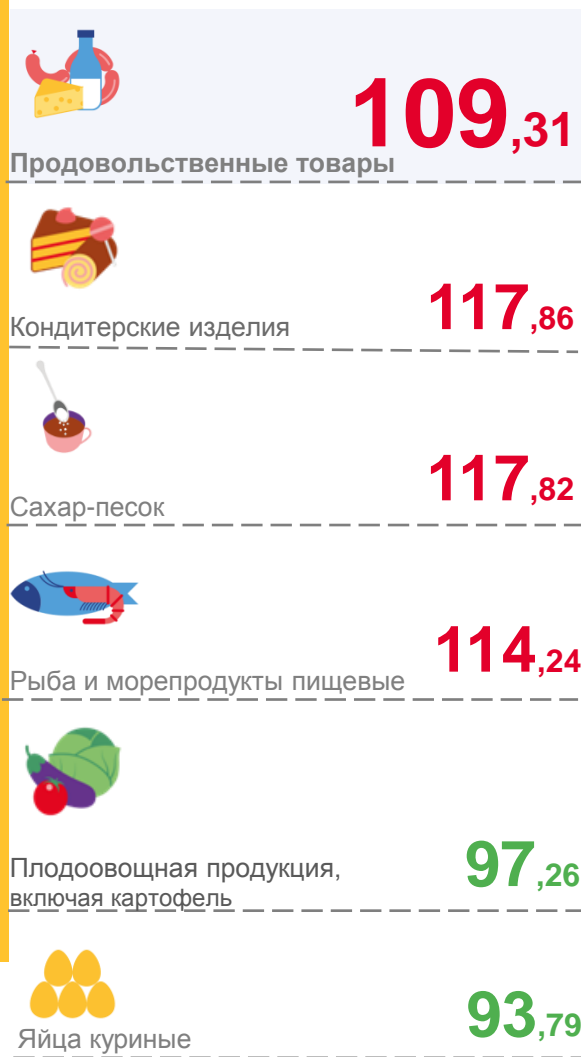 109,31
Продовольственные товары
117,86
Кондитерские изделия
117,82
Сахар-песок
114,24
Рыба и морепродукты пищевые
97,26
Плодоовощная продукция,
включая картофель
93,79
Яйца куриные